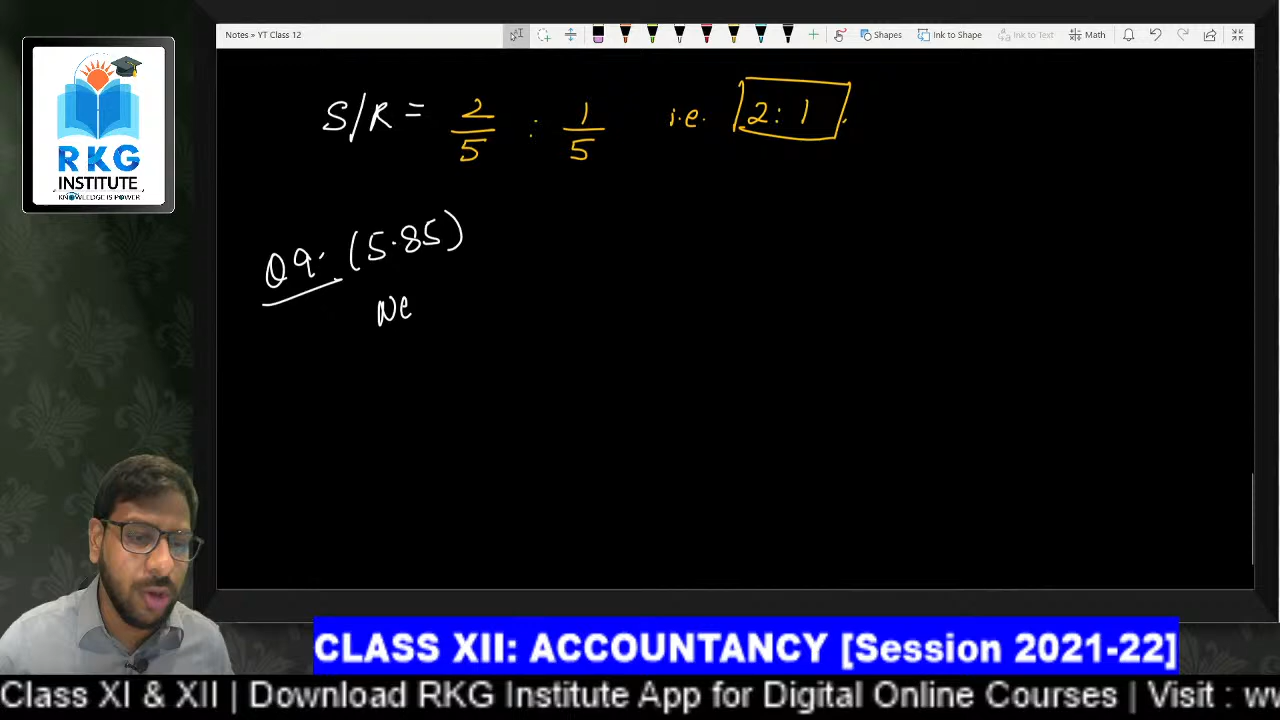 Notes » YT Class 12
Shapes
Ink to Shape
Ink to Text
Math
S/R = 2/5 : 1/5 i.e. 2:1
Q9. (5.85)
Ne
RKG
INSTITUTE
KNOWLEDGE IS POWER
CLASS XII: ACCOUNTANCY [Session 2021-22]
Class XI & XII | Download RKG Institute App for Digital Online Courses | Visit : ww